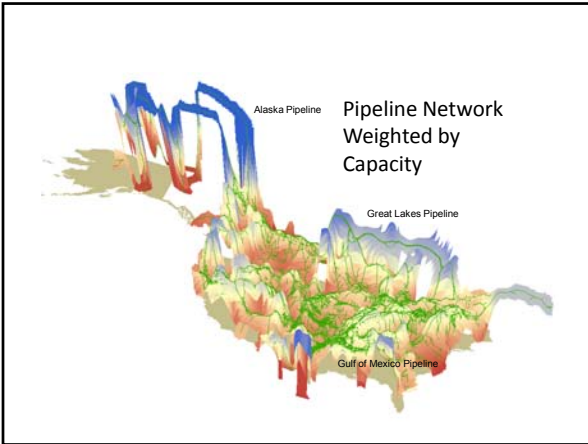 Alaska Pipeline
Pipeline Network
Weighted by
Capacity
Great Lakes Pipeline
Gulf of Mexico Pipeline